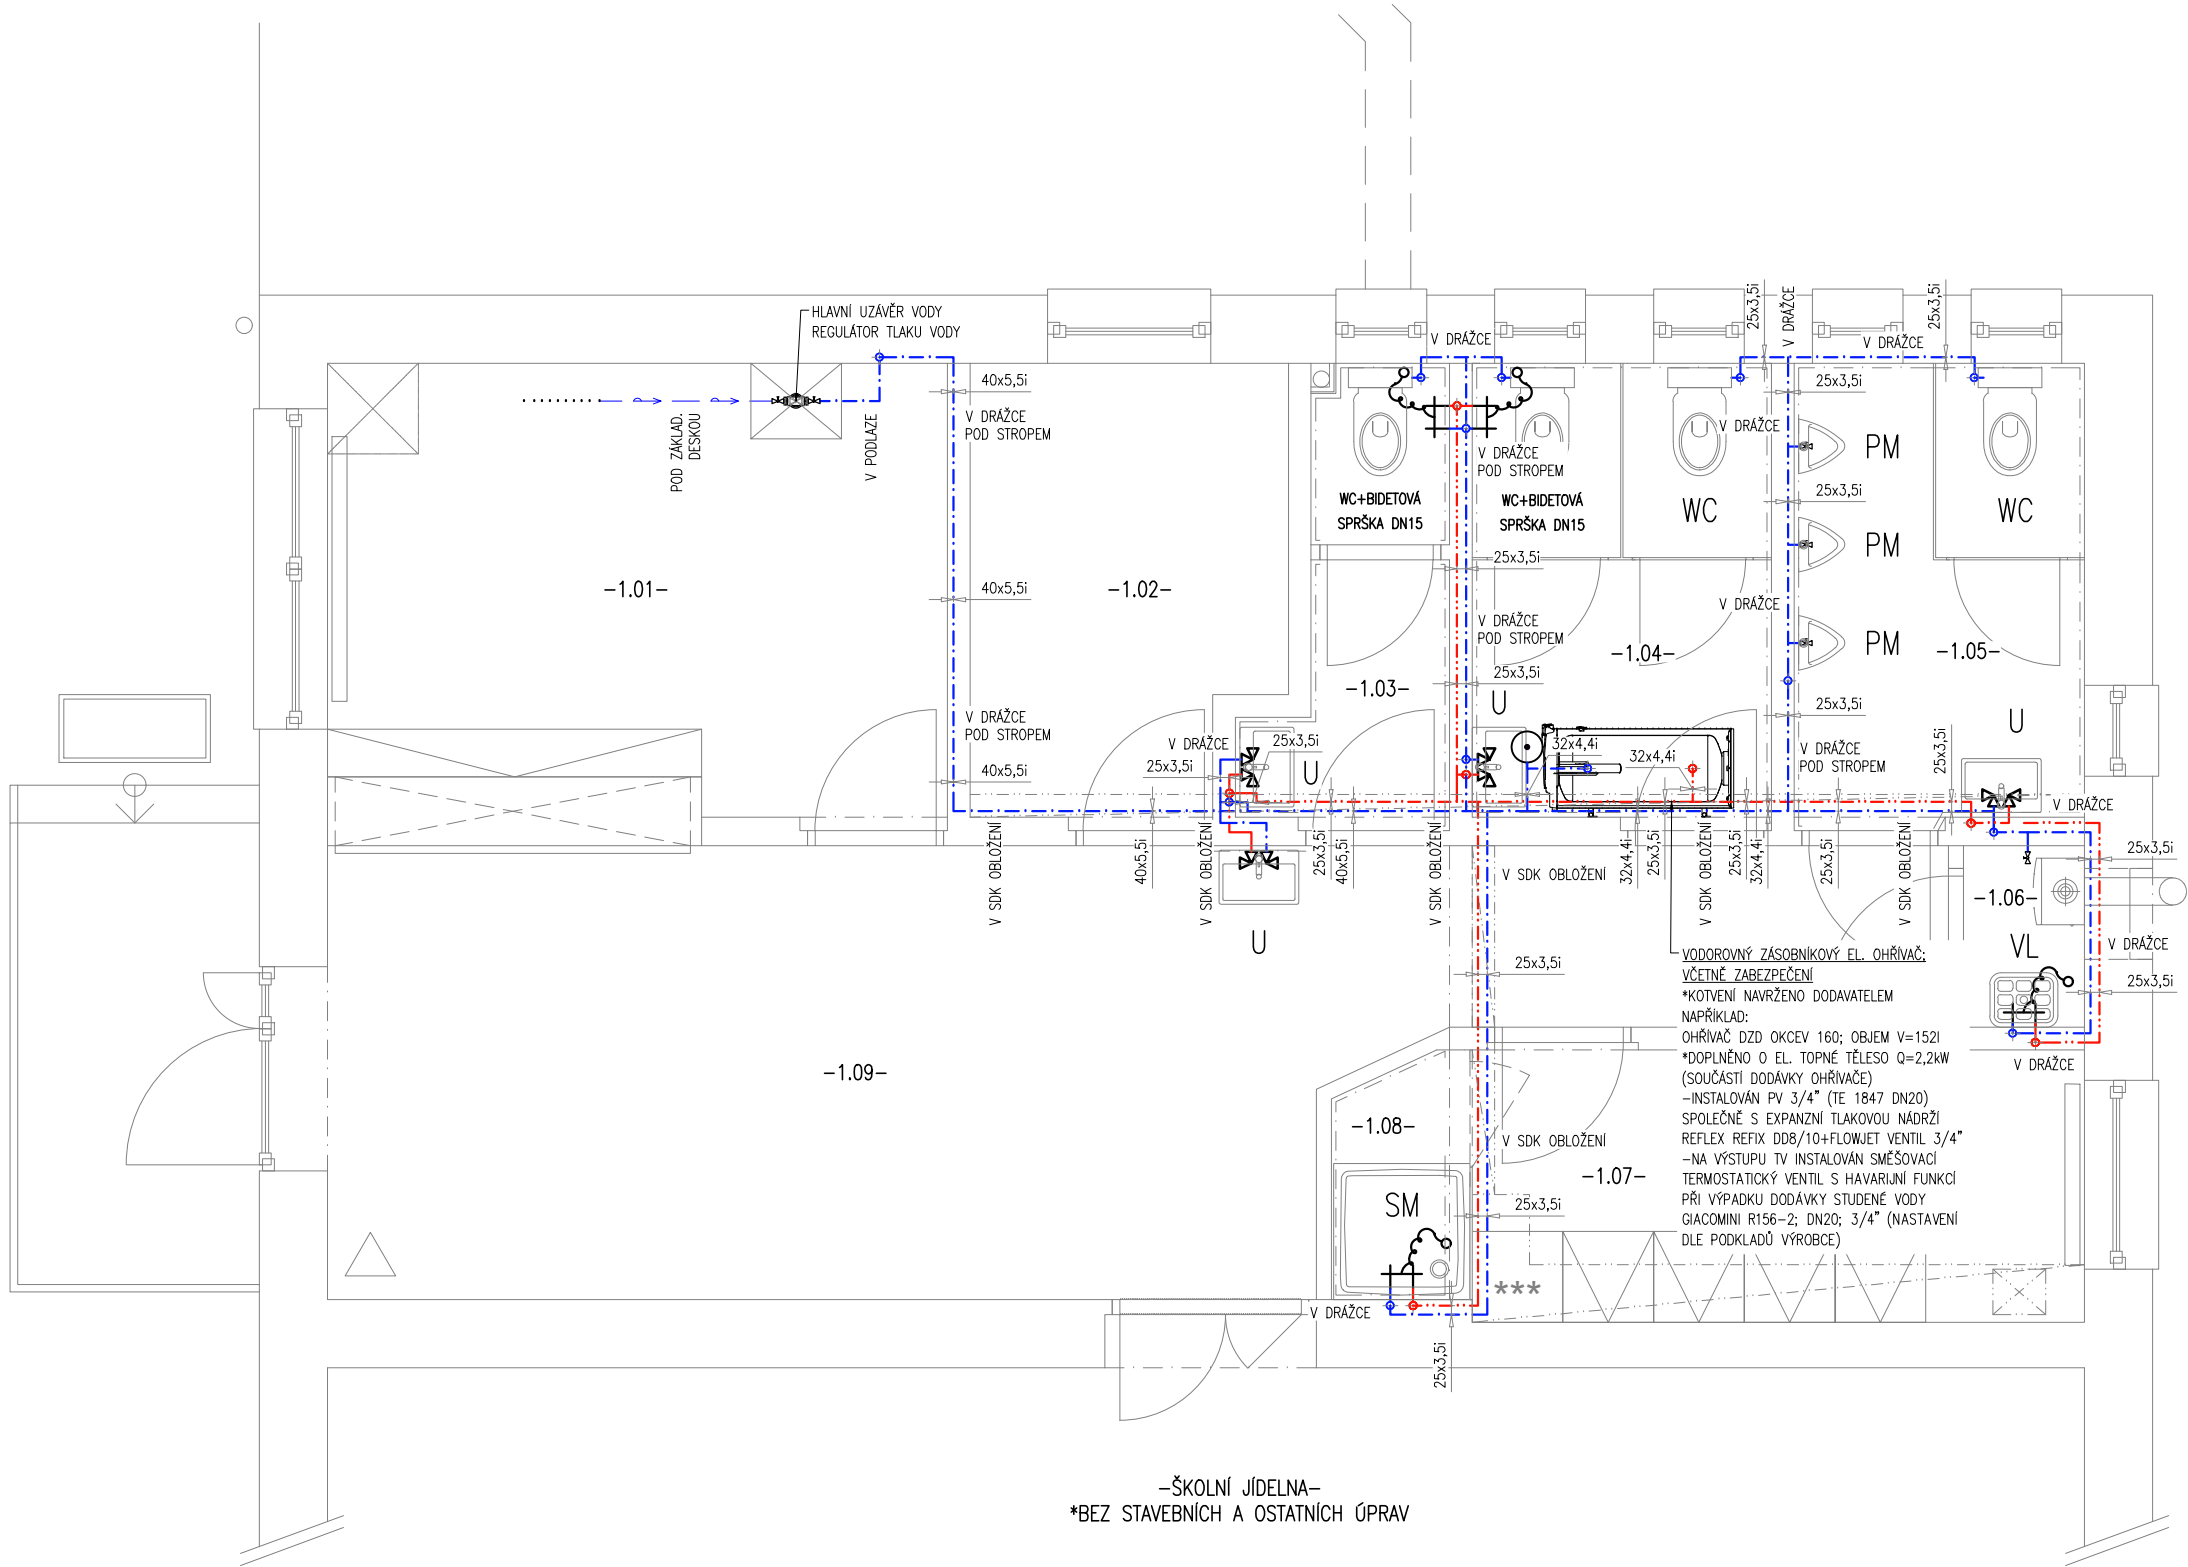 HLAVNÍ UZÁVĚR VODY
REGULÁTOR TLAKU VODY
POD ZÁKLAD.
DESKOU
V PODLAZE
40x5,5i
V DRÁŽCE
POD STROPEM
-1.01-
40x5,5i
V DRÁŽCE
POD STROPEM
40x5,5i
-1.02-
V DRÁŽCE
25x3,5i
V DRÁŽCE
25x3,5i
V DRÁŽCE
25x3,5i
V DRÁŽCE
V DRÁŽCE
POD STROPEM
WC+BIDETOVÁ
SPRŠKA DN15
WC+BIDETOVÁ
SPRŠKA DN15
WC
PM
25x3,5i
PM
WC
25x3,5i
V DRÁŽCE
V DRÁŽCE
POD STROPEM
25x3,5i
-1.03-
-1.04-
PM
-1.05-
U
25x3,5i
U
V DRÁŽCE
25x3,5i
25x3,5i
U
32x4,4i
32x4,4i
V DRÁŽCE
POD STROPEM
25x3,5i
V DRÁŽCE
V SDK OBLOŽENÍ
40x5,5i
V SDK OBLOŽENÍ
25x3,5i
40x5,5i
V SDK OBLOŽENÍ
V SDK OBLOŽENÍ
32x4,4i
25x3,5i
V SDK OBLOŽENÍ
25x3,5i
32x4,4i
25x3,5i
V SDK OBLOŽENÍ
25x3,5i
-1.06-
U
VL
V DRÁŽCE
25x3,5i
V DRÁŽCE
25x3,5i
VODOROVNÝ ZÁSOBNÍKOVÝ EL. OHŘÍVAČ;
VČETNĚ ZABEZPEČENÍ
*KOTVENÍ NAVRŽENO DODAVATELEM
NAPŘÍKLAD:
OHŘÍVAČ DZD OKCEV 160; OBJEM V=152l
*DOPLNĚNO O EL. TOPNÉ TĚLESO Q=2,2kW
(SOUČÁSTÍ DODÁVKY OHŘÍVAČE)
-INSTALOVÁN PV 3/4" (TE 1847 DN20)
SPOLEČNĚ S EXPANZNÍ TLAKOVOU NÁDRŽÍ
REFLEX REFIX DD8/10+FLOWJET VENTIL 3/4"
-NA VÝSTUPU TV INSTALOVÁN SMĚŠOVACÍ
TERMOSTATICKÝ VENTIL S HAVARIJNÍ FUNKCÍ
PŘI VÝPADKU DODÁVKY STUDENÉ VODY
GIACOMINI R156-2; DN20; 3/4" (NASTAVENÍ
DLE PODKLADŮ VÝROBCE)
-1.09-
-1.08-
V SDK OBLOŽENÍ
-1.07-
SM
25x3,5i
***
V DRÁŽCE
25x3,5i
-ŠKOLNÍ JÍDELNA-
*BEZ STAVEBNÍCH A OSTATNÍCH ÚPRAV